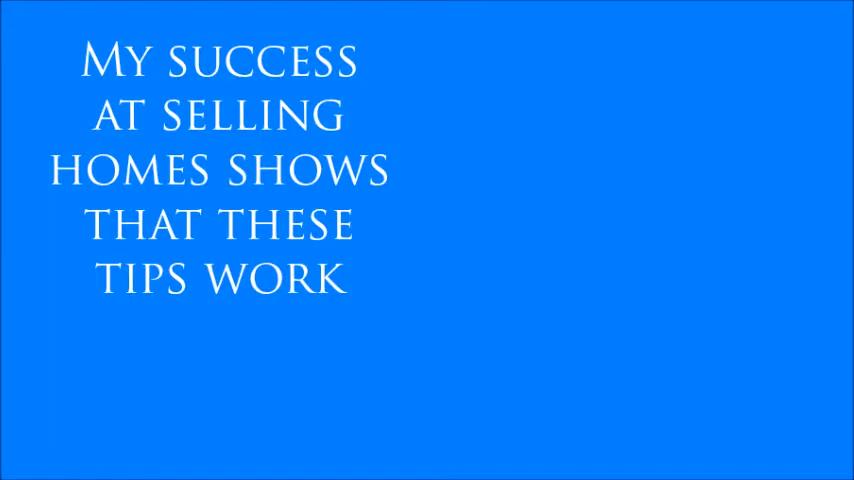 My success
at selling
homes shows
that these
tips work